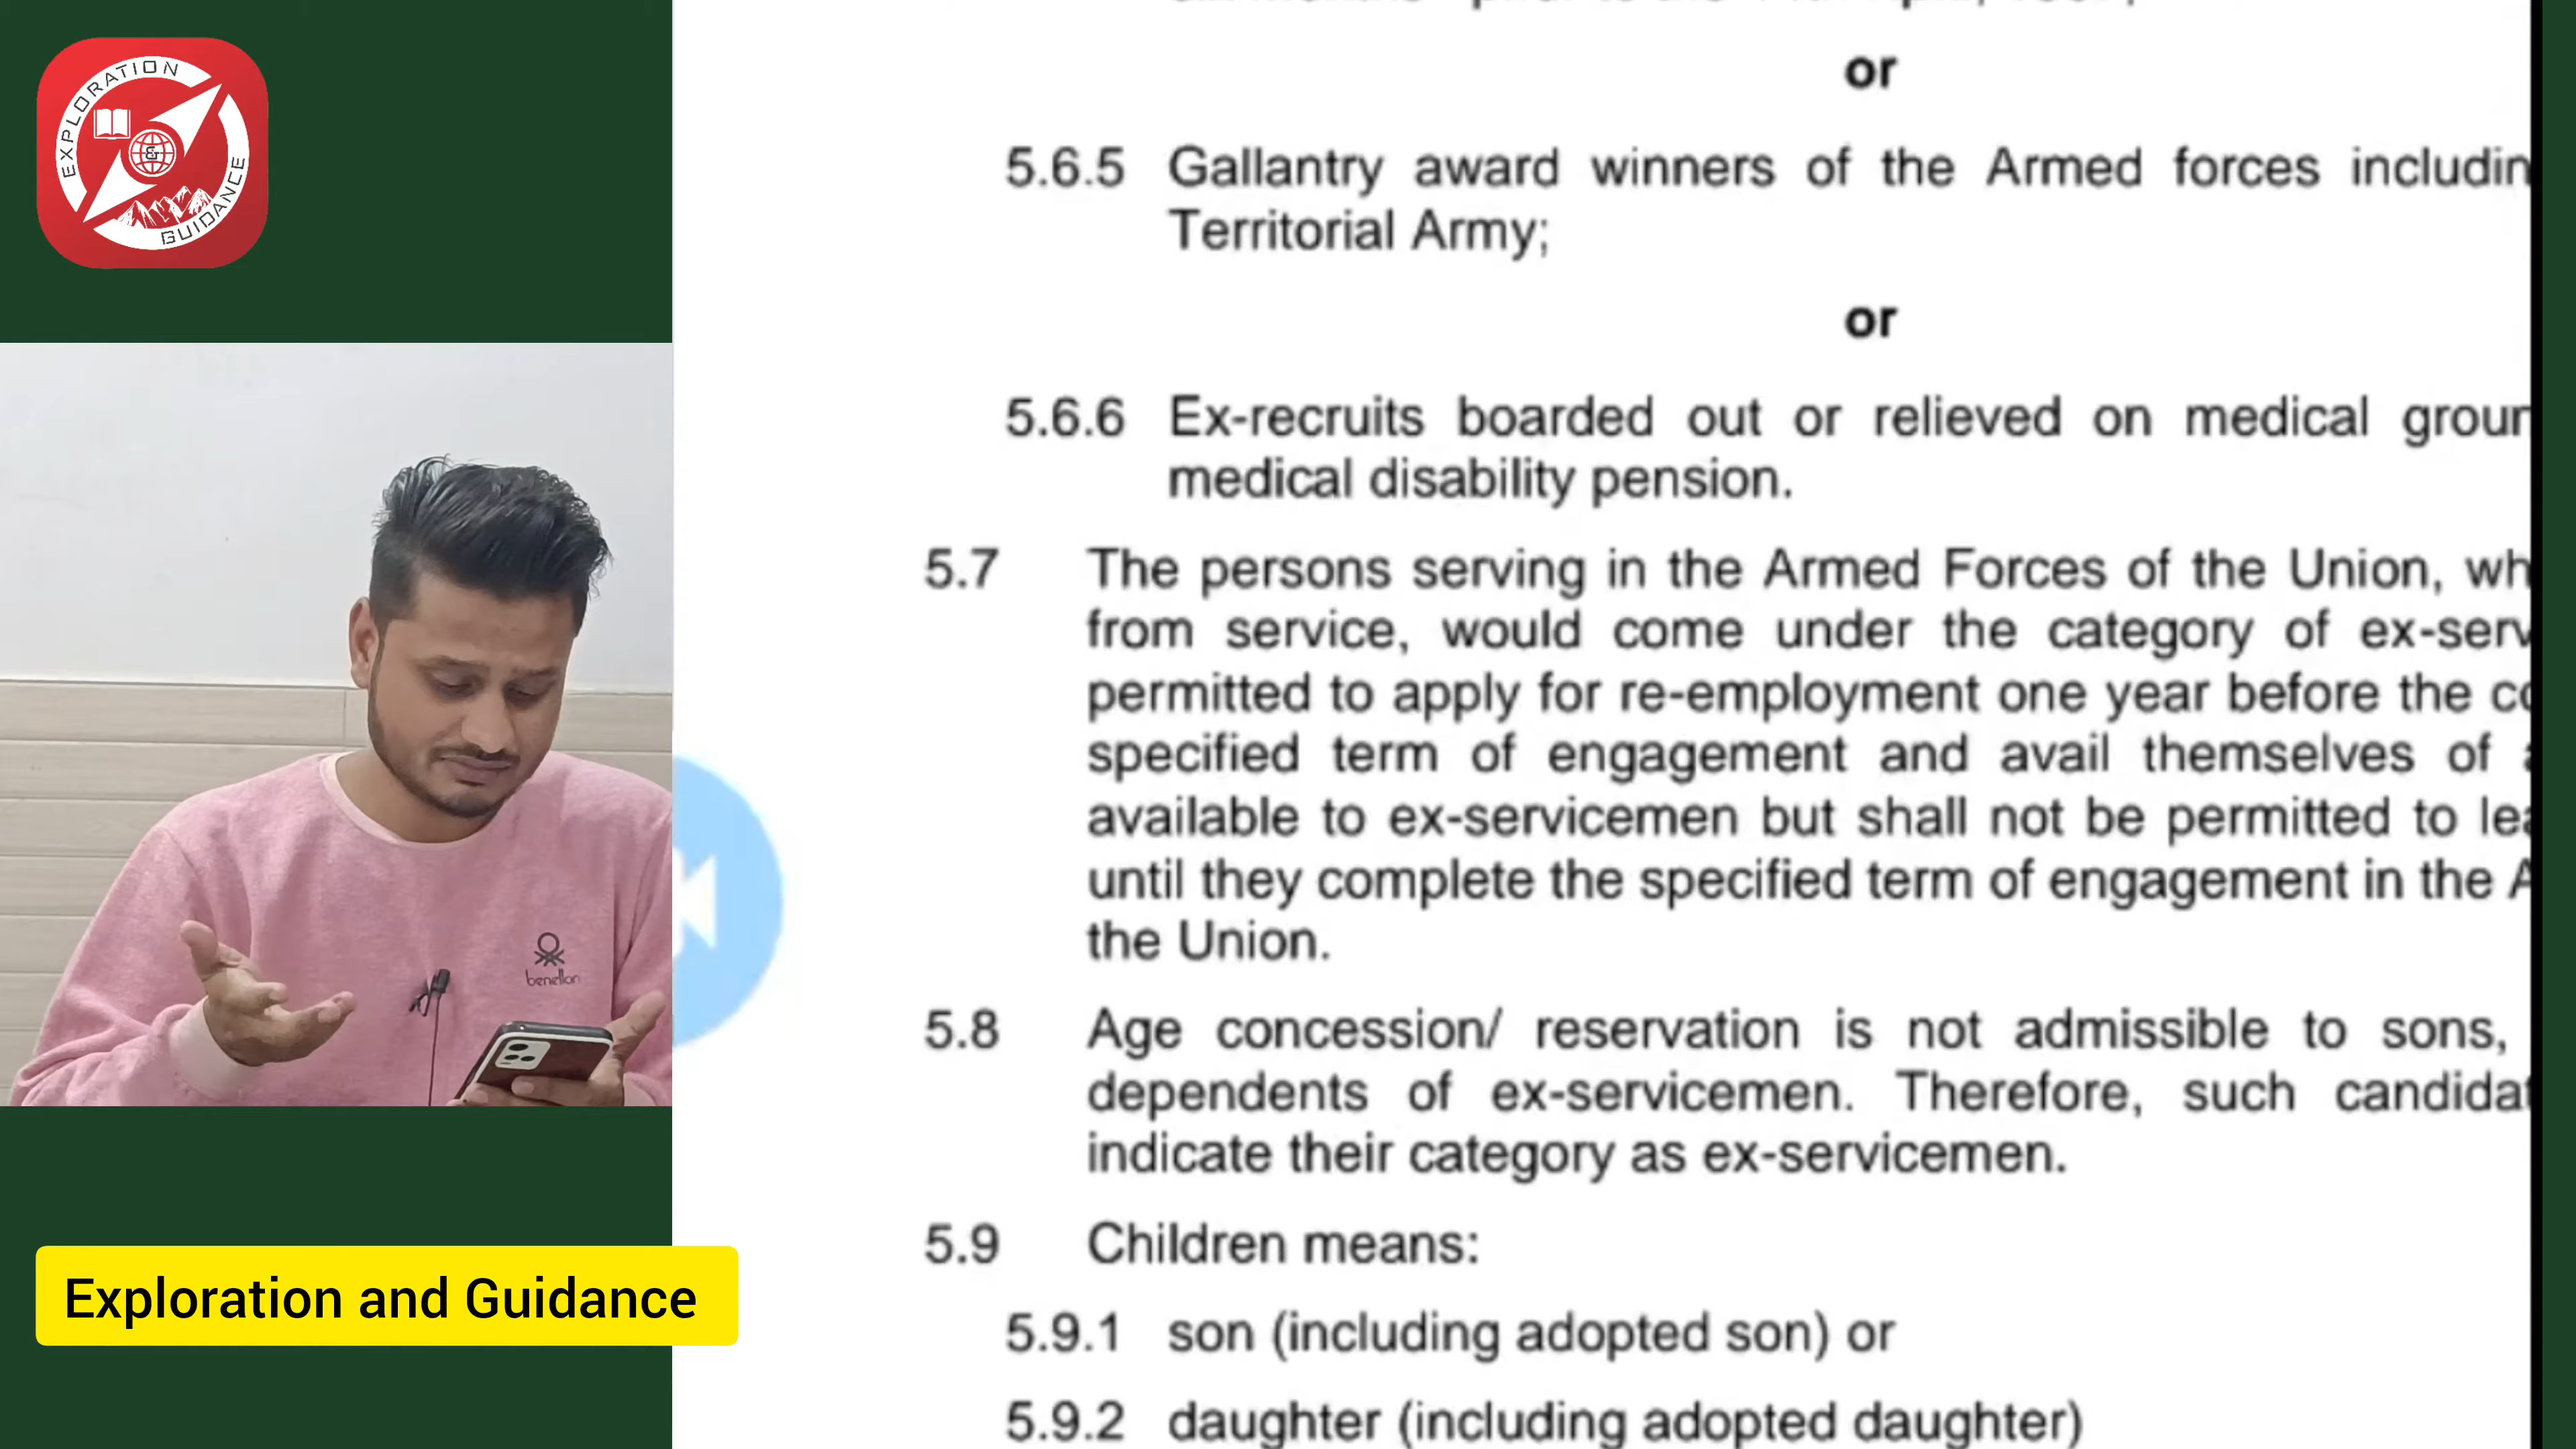 EXPLORATION
&
GUIDANCE
or
5.6.5 Gallantry award winners of the Armed forces
Territorial Army;
or
5.6.6 Ex-recruits boarded out or relieved on medical
medical disability pension.
5.7 The persons serving in the Armed Forces of the Union,
from service, would come under the category of
permitted to apply for re-employment one year before the
specified term of engagement and avail themselves of
available to ex-servicemen but shall not be permitted to
until they complete the specified term of engagement in the
the Union.
5.8 Age concession/ reservation is not admissible to sons,
dependents of ex-servicemen. Therefore, such
indicate their category as ex-servicemen.
5.9 Children means:
5.9.1 son (including adopted son) or
5.9.2 daughter (including adopted daughter)
benetton
Exploration and Guidance